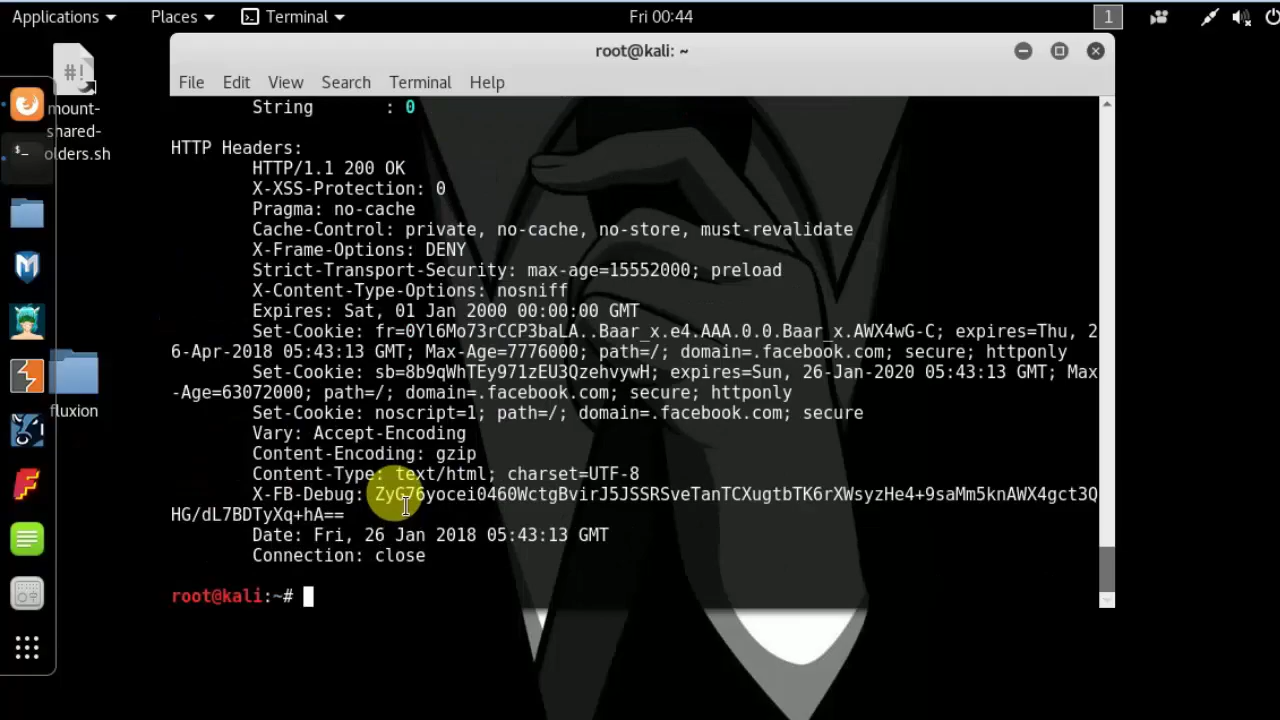 Applications Places Terminal Fri 00:44 1
#!
mount-
shared-
olders.sh
fluxion
root@kali: ~
File Edit View Search Terminal Help
String : 0
HTTP Headers:
HTTP/1.1 200 OK
X-XSS-Protection: 0
Pragma: no-cache
Cache-Control: private, no-cache, no-store, must-revalidate
X-Frame-Options: DENY
Strict-Transport-Security: max-age=15552000; preload
X-Content-Type-Options: nosniff
Expires: Sat, 01 Jan 2000 00:00:00 GMT
Set-Cookie: fr=0Yl6Mo73rCCP3baLA..Baar_x.e4.AAA.0.0.Baar_x.AWX4wG-C; expires=Thu, 2
6-Apr-2018 05:43:13 GMT; Max-Age=7776000; path=/; domain=.facebook.com; secure; httponly
Set-Cookie: sb=8b9qWhTEy971zEU3QzehvywH; expires=Sun, 26-Jan-2020 05:43:13 GMT; Max
-Age=63072000; path=/; domain=.facebook.com; secure; httponly
Set-Cookie: noscript=1; path=/; domain=.facebook.com; secure
Vary: Accept-Encoding
Content-Encoding: gzip
Content-Type: text/html; charset=UTF-8
X-FB-Debug: ZyG76yocei0460WctgBvirJ5JSSRSveTanTCXugtbTK6rXWsyzHe4+9saMm5knAWX4gct3Q
HG/dL7BDTyXq+hA==
Date: Fri, 26 Jan 2018 05:43:13 GMT
Connection: close
root@kali:~#